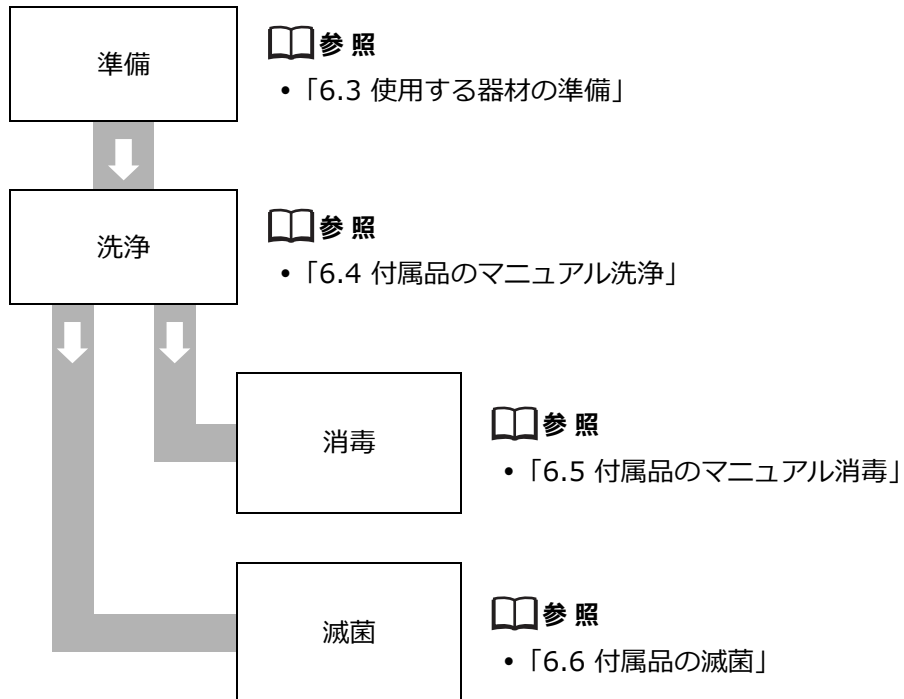 準備
参照
•「6.3 使用する器材の準備」
洗浄
参照
•「6.4 付属品のマニュアル洗浄」
消毒
参照
•「6.5 付属品のマニュアル消毒」
滅菌
参照
•「6.6 付属品の滅菌」